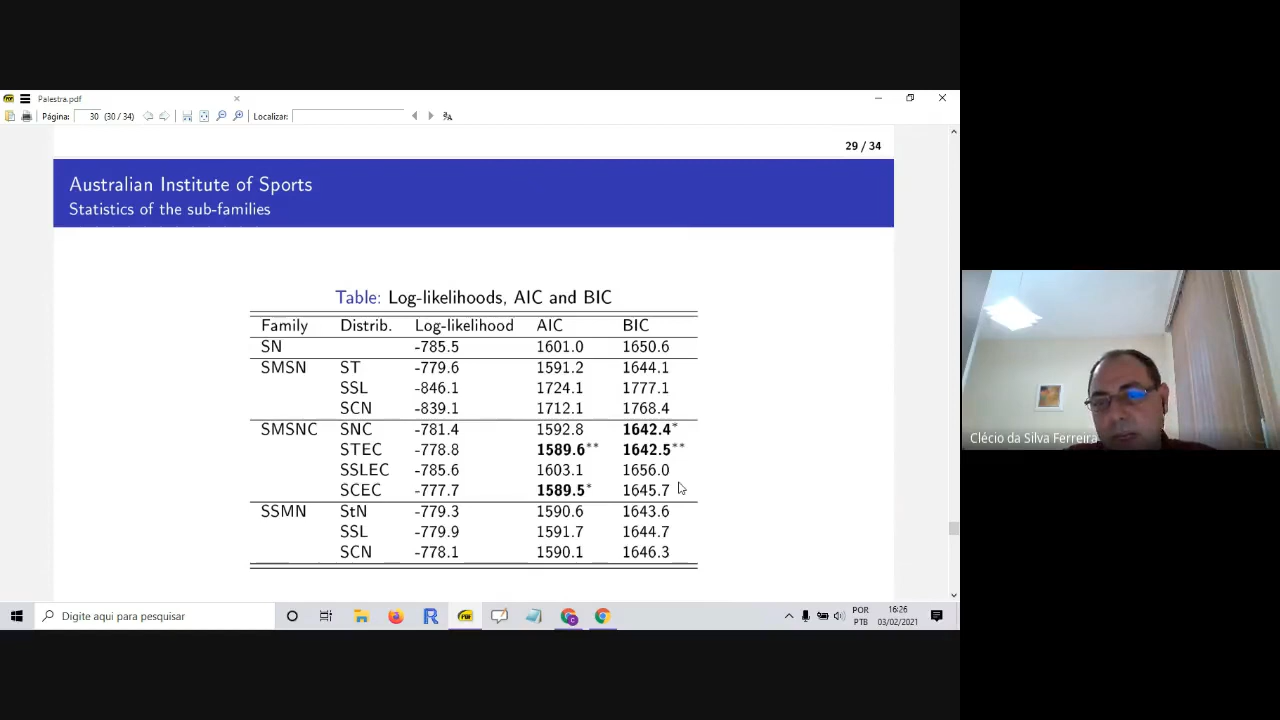 Palestra.pdf
Página: 30 (30 / 34) Localizar:
29 / 34
Australian Institute of Sports
Statistics of the sub-families
Table: Log-likelihoods, AIC and BIC
Family Distrib. Log-likelihood AIC BIC
SN -785.5 1601.0 1650.6
SMSN ST -779.6 1591.2 1644.1
SSL -846.1 1724.1 1777.1
SCN -839.1 1712.1 1768.4
SMSNC SNC -781.4 1592.8 1642.4*
STEC -778.8 1589.6** 1642.5**
SSLEC -785.6 1603.1 1656.0
SCEC -777.7 1589.5* 1645.7
SSMN StN -779.3 1590.6 1643.6
SSL -779.9 1591.7 1644.7
SCN -778.1 1590.1 1646.3
Clécio da Silva Ferreira
Digite aqui para pesquisar
POR
PTB
16:26
03/02/2021